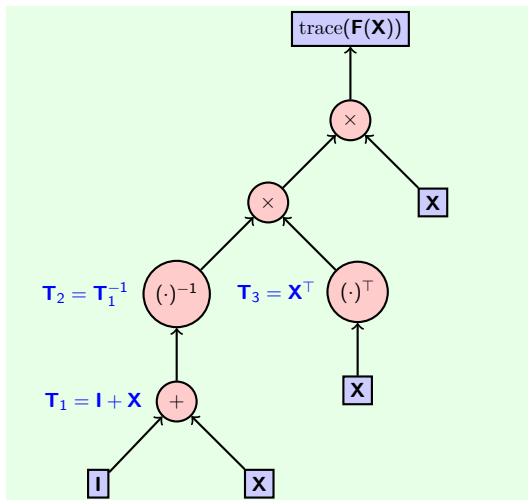 trace(F(X))
×
×
X
T₂ = T₁⁻¹
(·)⁻¹
T₃ = X⊤
(·)⊤
X
T₁ = I + X
+
I
X